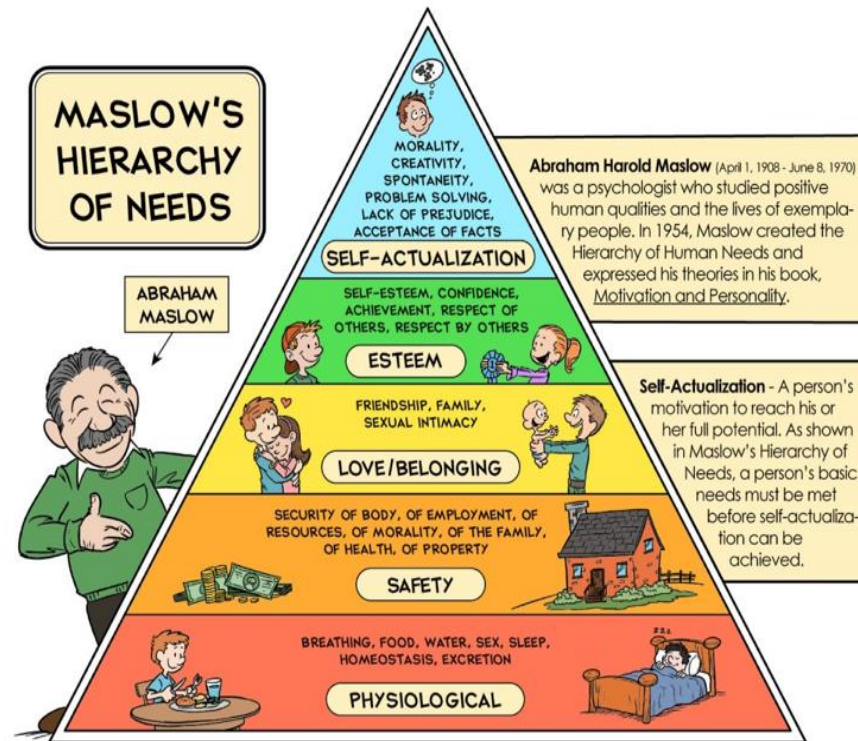 MASLOW'S
HIERARCHY
OF NEEDS
ABRAHAM
MASLOW
MORALITY,
CREATIVITY,
SPONTANEITY,
PROBLEM SOLVING,
LACK OF PREJUDICE,
ACCEPTANCE OF FACTS
SELF-ACTUALIZATION
SELF-ESTEEM, CONFIDENCE,
ACHIEVEMENT, RESPECT OF
OTHERS, RESPECT BY OTHERS
ESTEEM
FRIENDSHIP, FAMILY,
SEXUAL INTIMACY
LOVE/BELONGING
SECURITY OF BODY, OF EMPLOYMENT, OF
RESOURCES, OF MORALITY, OF THE FAMILY,
OF HEALTH, OF PROPERTY
SAFETY
BREATHING, FOOD, WATER, SEX, SLEEP,
HOMEOSTASIS, EXCRETION
PHYSIOLOGICAL
zzz
Abraham Harold Maslow (April 1, 1908 - June 8, 1970)
was a psychologist who studied positive
human qualities and the lives of exempla-
ry people. In 1954, Maslow created the
Hierarchy of Human Needs and
expressed his theories in his book,
Motivation and Personality.
Self-Actualization - A person's
motivation to reach his or
her full potential. As shown
in Maslow's Hierarchy of
Needs, a person's basic
needs must be met
before self-actualiza-
tion can be
achieved.